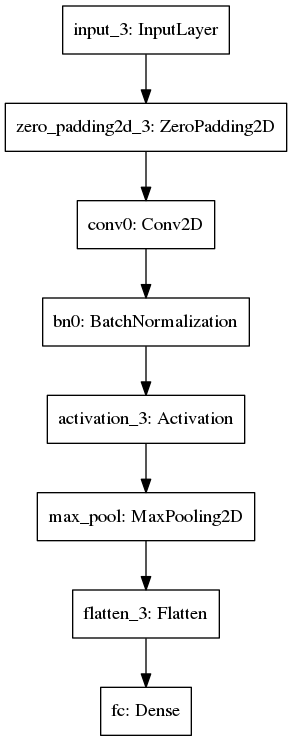 input_3: InputLayer
zero_padding2d_3: ZeroPadding2D
conv0: Conv2D
bn0: BatchNormalization
activation_3: Activation
max_pool: MaxPooling2D
flatten_3: Flatten
fc: Dense